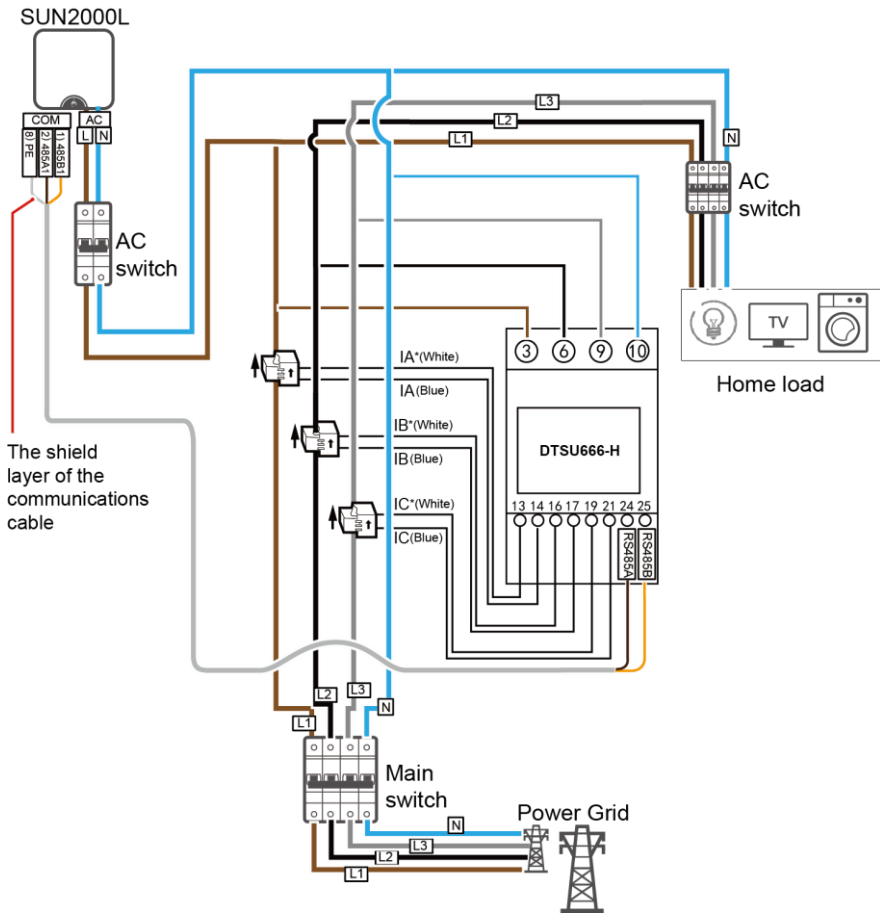 SUN2000L
COM
AC
L
N
8) PE
2) 485A1
1) 485B1
AC
switch
L3
L2
L1
N
AC
switch
TV
Home load
3
6
9
10
IA*(White)
IA(Blue)
IB*(White)
IB(Blue)
IC*(White)
IC(Blue)
DTSU666-H
13 14 16 17 19 21 24 25
RS485A
RS485B
The shield
layer of the
communications
cable
L1
L2
L3
N
Main
switch
Power Grid
N
L3
L2
L1